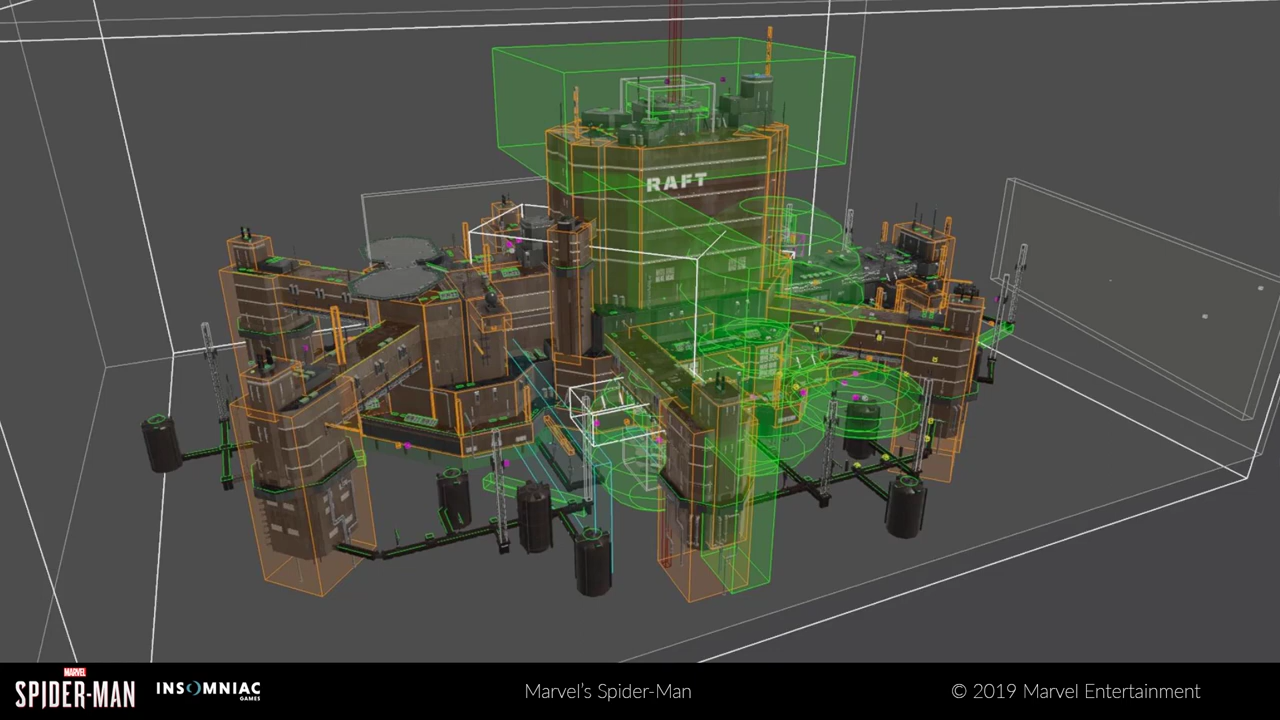 RAFT
MARVEL
SPIDER-MAN
INSOMNIAC
GAMES
Marvel's Spider-Man
© 2019 Marvel Entertainment